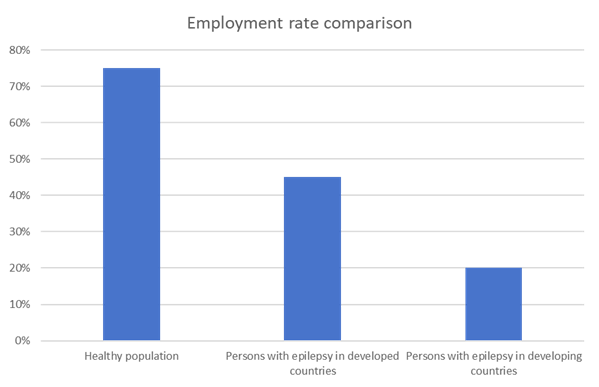 Employment rate comparison
80%
70%
60%
50%
40%
30%
20%
10%
0%
Healthy population
Persons with epilepsy in developed
countries
Persons with epilepsy in developing
countries